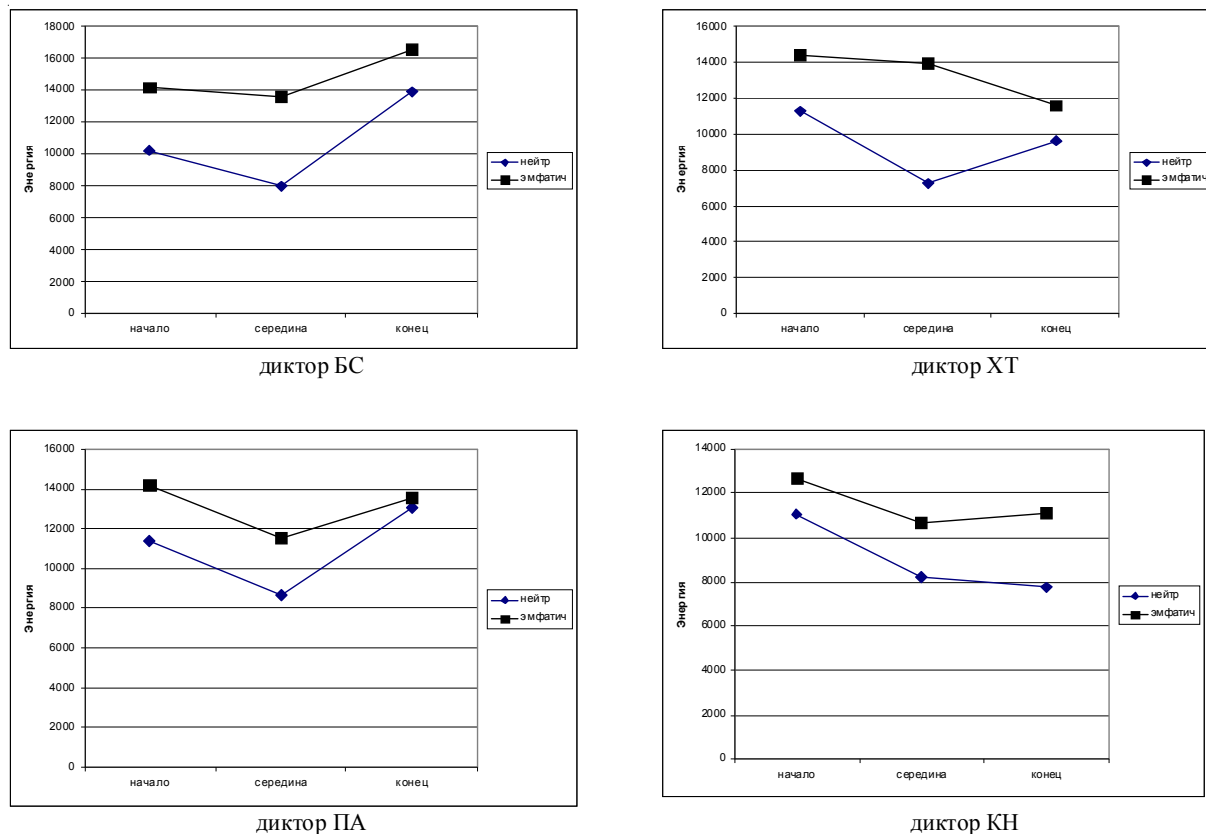 18000
16000
14000
12000
10000
8000
6000
4000
2000
0
Энергия
начало
середина
конец
нейтр
эмфатич
диктор БС
16000
14000
12000
10000
8000
6000
4000
2000
0
Энергия
начало
середина
конец
нейтр
эмфатич
диктор ХТ
16000
14000
12000
10000
8000
6000
4000
2000
0
Энергия
начало
середина
конец
нейтр
эмфатич
диктор ПА
14000
12000
10000
8000
6000
4000
2000
0
Энергия
начало
середина
конец
нейтр
эмфатич
диктор КН